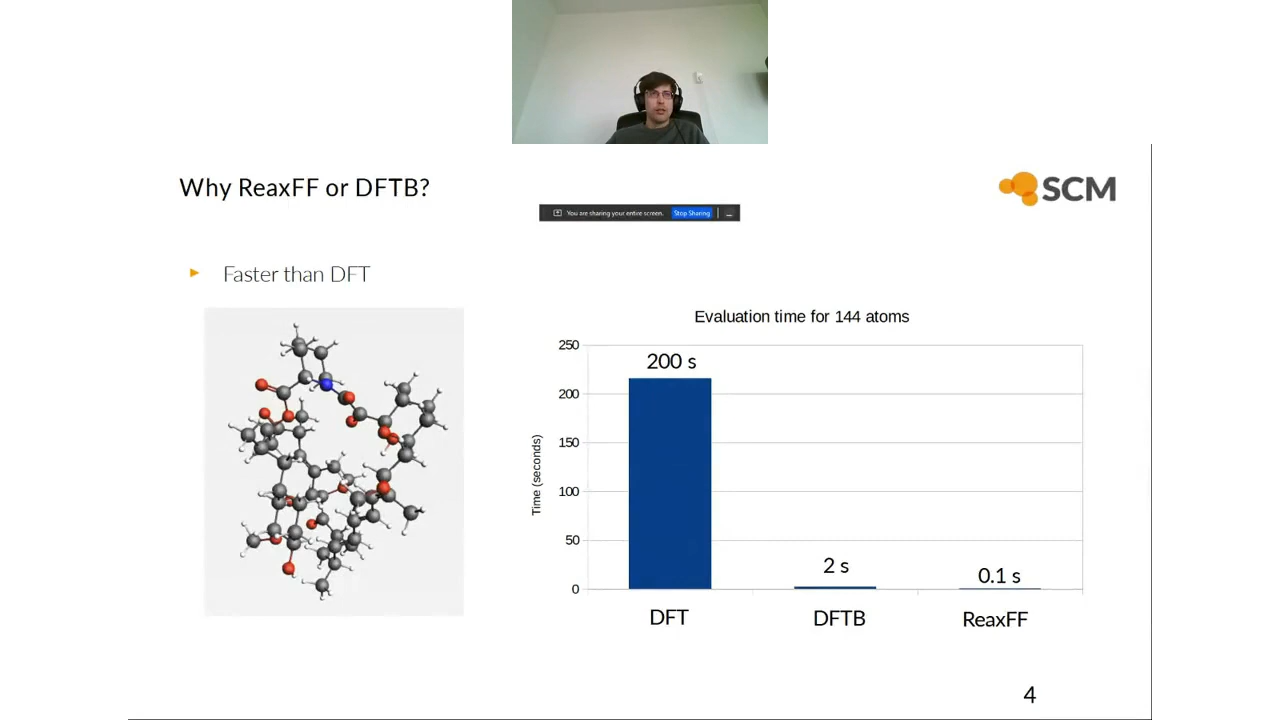 Why ReaxFF or DFTB?
SCM
You are sharing your entire screen. Stop Sharing
Faster than DFT
Evaluation time for 144 atoms
Time (seconds)
250
200
150
100
50
0
200 s
2 s
0.1 s
DFT
DFTB
ReaxFF
4